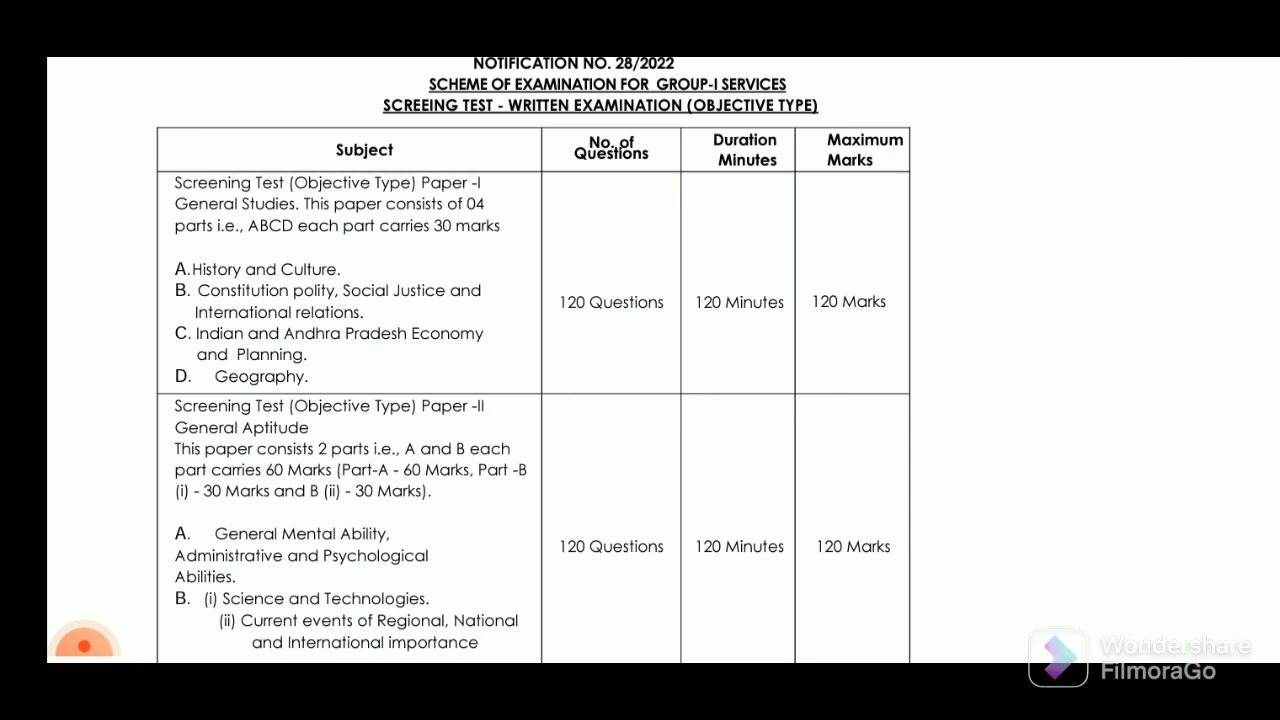 NOTIFICATION NO. 28/2022
SCHEME OF EXAMINATION FOR GROUP-I SERVICES
SCREEING TEST - WRITTEN EXAMINATION (OBJECTIVE TYPE)
Subject
No. of
Questions
Duration
Minutes
Maximum
Marks
Screening Test (Objective Type) Paper -I
General Studies. This paper consists of 04
parts i.e., ABCD each part carries 30 marks
A.History and Culture.
B. Constitution polity, Social Justice and
International relations.
C. Indian and Andhra Pradesh Economy
and Planning.
D. Geography.
120 Questions
120 Minutes
120 Marks
Screening Test (Objective Type) Paper -II
General Aptitude
This paper consists 2 parts i.e., A and B each
part carries 60 Marks (Part-A - 60 Marks, Part -B
(i) - 30 Marks and B (ii) - 30 Marks).
A. General Mental Ability,
Administrative and Psychological
Abilities.
B. (i) Science and Technologies.
(ii) Current events of Regional, National
and International importance
120 Questions
120 Minutes
120 Marks
Wondershare
FilmoraGo